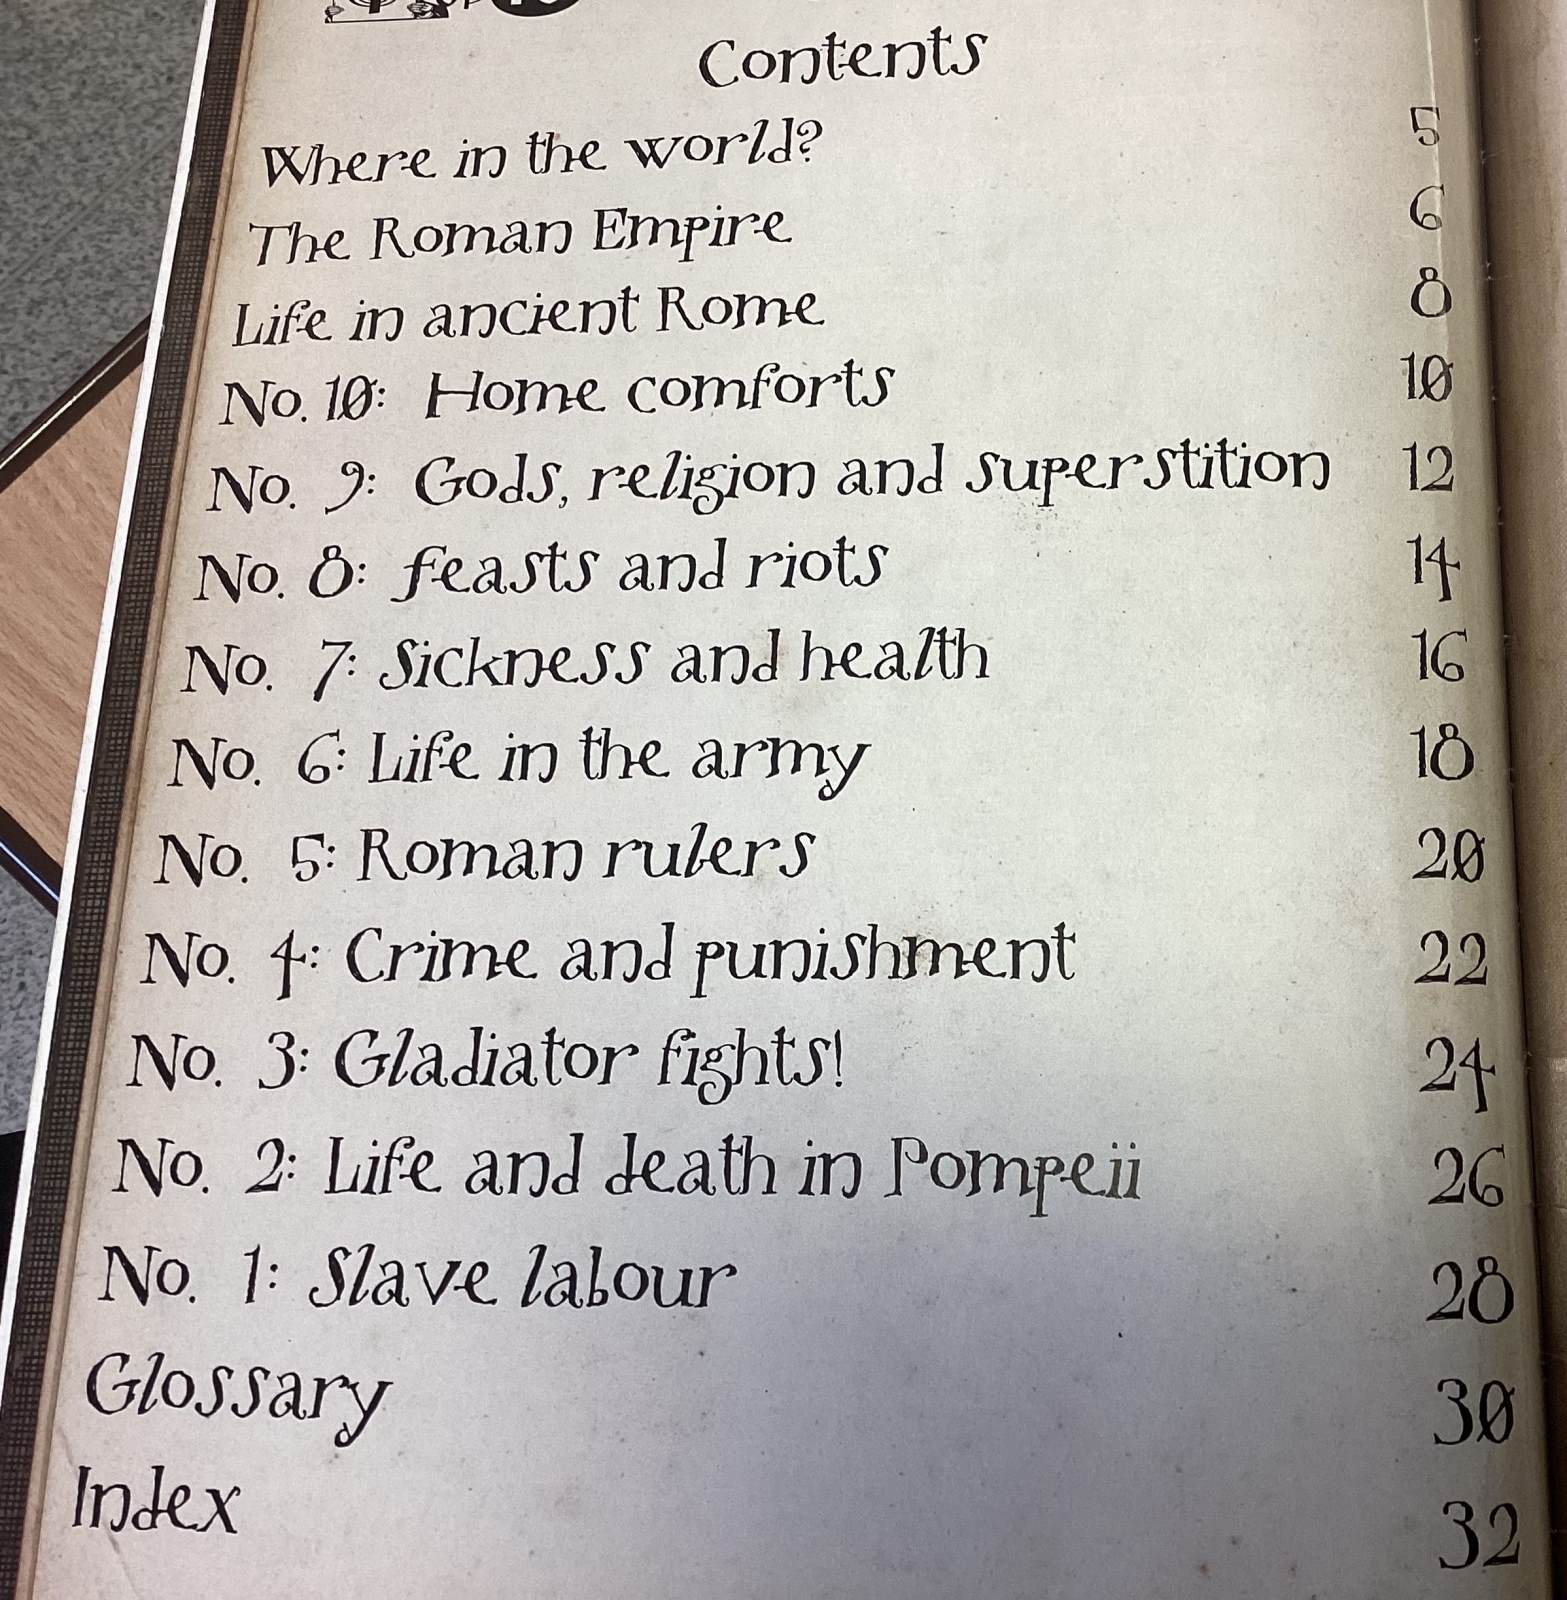 Contents
Where in the world? 5
The Roman Empire 6
Life in ancient Rome 8
No. 10: Home comforts 10
No. 9: Gods, religion and superstition 12
No. 8: Feasts and riots 14
No. 7: Sickness and health 16
No. 6: Life in the army 18
No. 5: Roman rulers 20
No. 4: Crime and punishment 22
No. 3: Gladiator fights! 24
No. 2: Life and death in Pompeii 26
No. 1: Slave labour 28
Glossary 30
Index 32